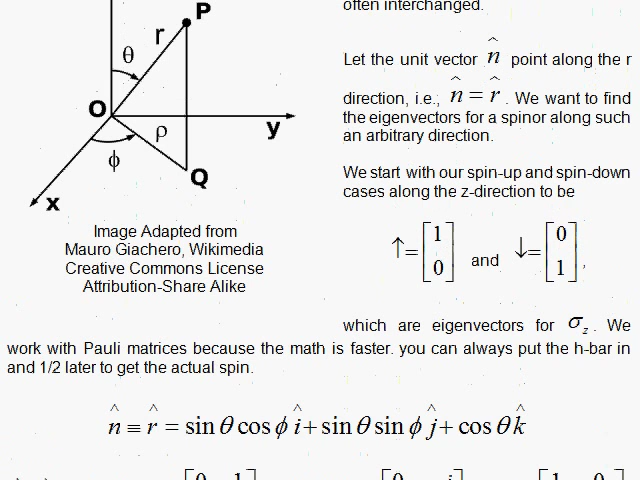 often interchanged.
P
r
θ
Let the unit vector n̂ point along the r
direction, i.e., n̂ = r̂ . We want to find
the eigenvectors for a spinor along such
an arbitrary direction.
O
y
ρ
ϕ
Q
x
We start with our spin-up and spin-down
cases along the z-direction to be
Image Adapted from
Mauro Giachero, Wikimedia
Creative Commons License
Attribution-Share Alike
↑= [1 0] and ↓= [0 1] ,
which are eigenvectors for σz . We
work with Pauli matrices because the math is faster. you can always put the h-bar in
and 1/2 later to get the actual spin.
n̂ ≡ r̂ = sin θ cos ϕ î + sin θ sin ϕ ĵ + cos θ k̂